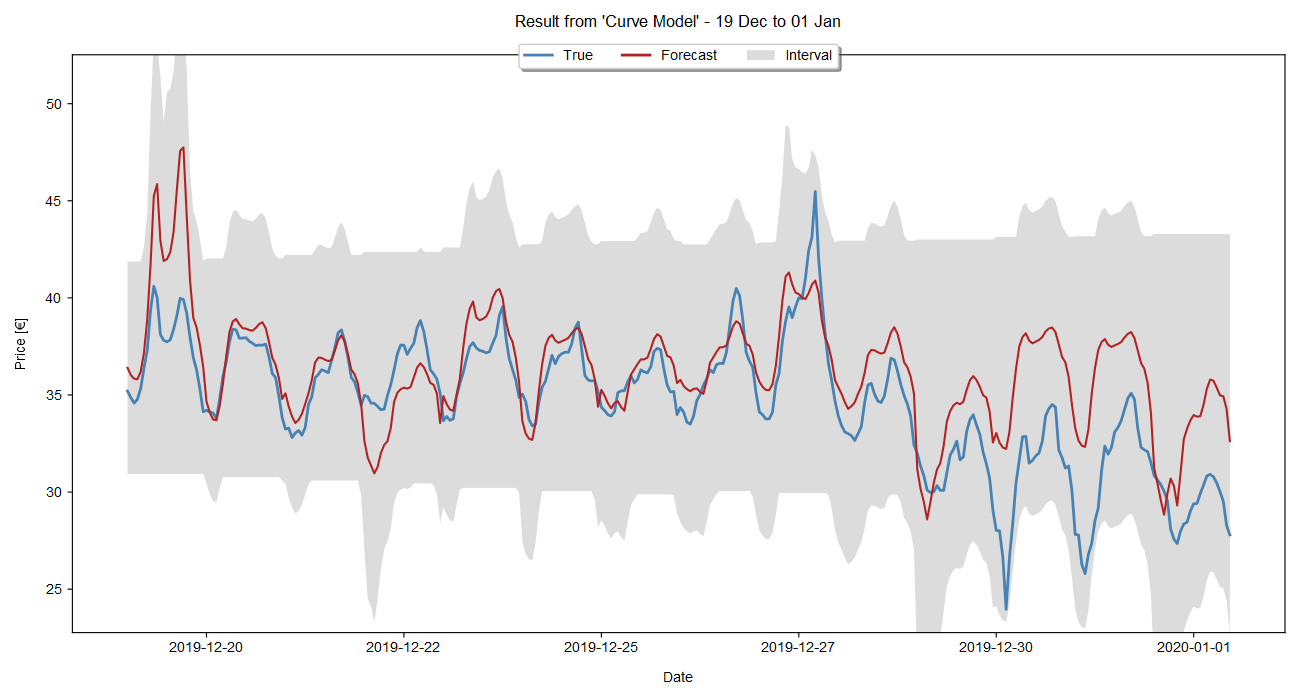 Result from 'Curve Model' - 19 Dec to 01 Jan
True Forecast Interval
50
45
40
35
30
25
Price [€]
2019-12-20 2019-12-22 2019-12-25 2019-12-27 2019-12-30 2020-01-01
Date